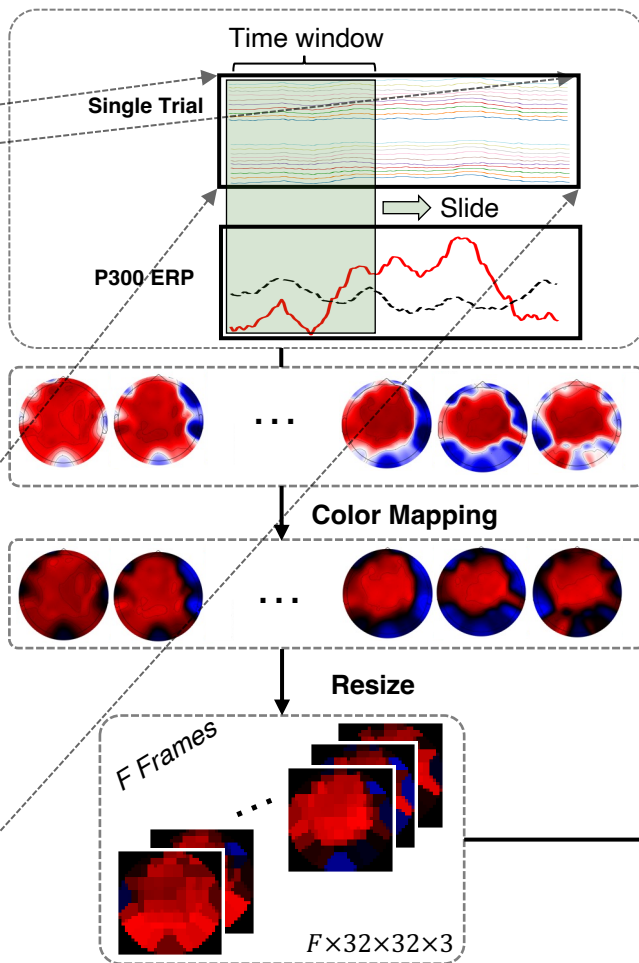 Time window
Single Trial
Slide
P300 ERP
...
Color Mapping
...
Resize
F Frames
...
F×32×32×3